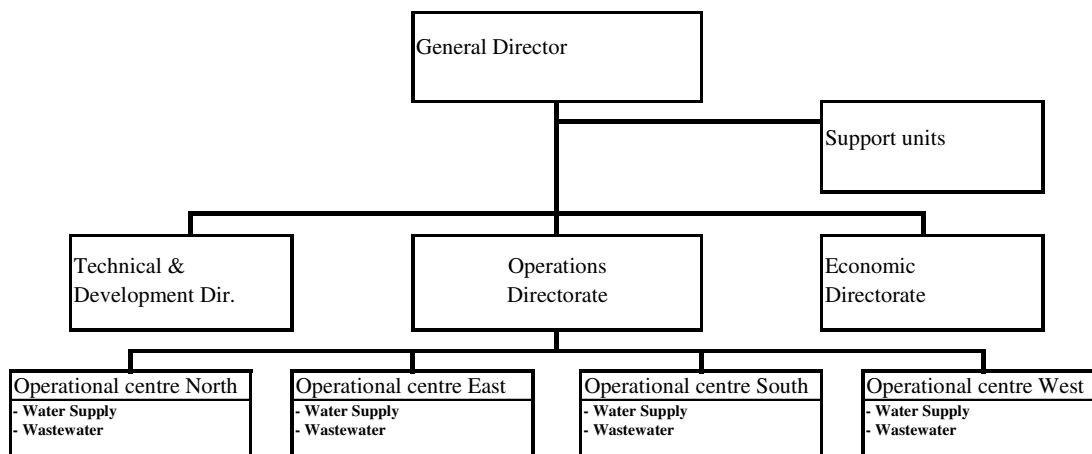 General Director
Support units
Technical &
Development Dir.
Operations
Directorate
Economic
Directorate
Operational centre North
- Water Supply
- Wastewater
Operational centre East
- Water Supply
- Wastewater
Operational centre South
- Water Supply
- Wastewater
Operational centre West
- Water Supply
- Wastewater